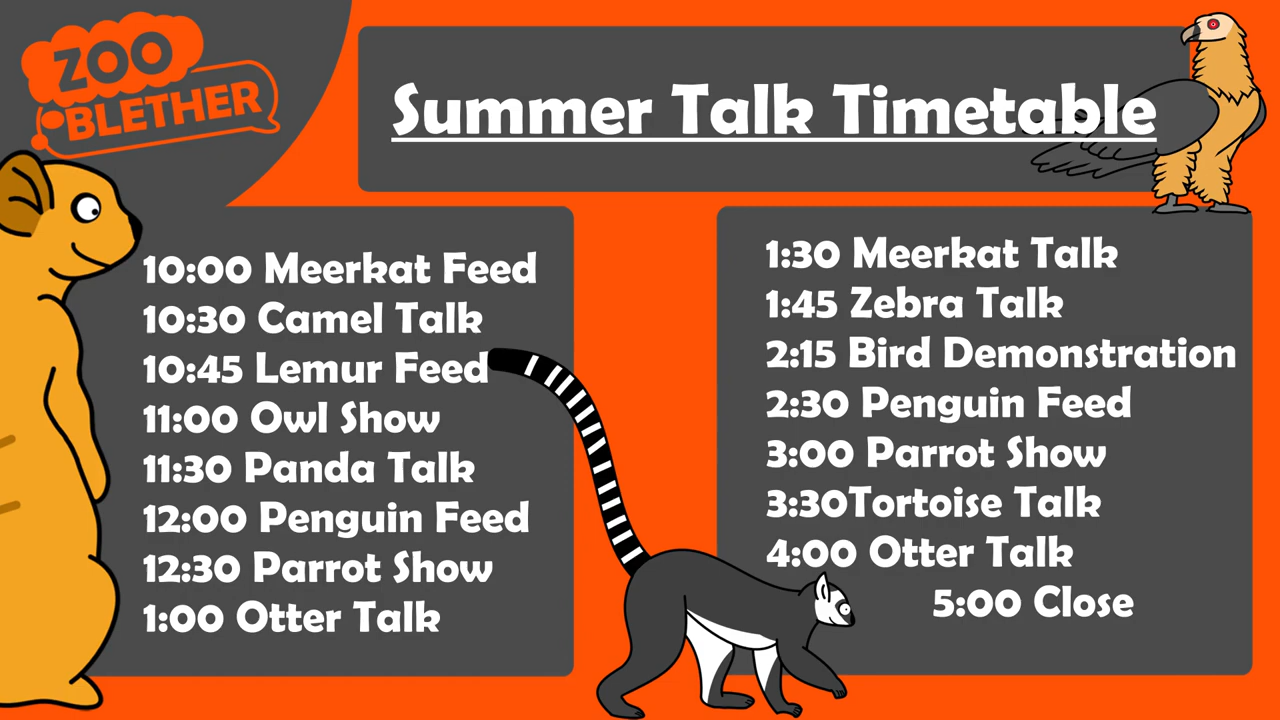 ZOO
BLETHER
Summer Talk Timetable
10:00 Meerkat Feed
10:30 Camel Talk
10:45 Lemur Feed
11:00 Owl Show
11:30 Panda Talk
12:00 Penguin Feed
12:30 Parrot Show
1:00 Otter Talk
1:30 Meerkat Talk
1:45 Zebra Talk
2:15 Bird Demonstration
2:30 Penguin Feed
3:00 Parrot Show
3:30Tortoise Talk
4:00 Otter Talk
5:00 Close